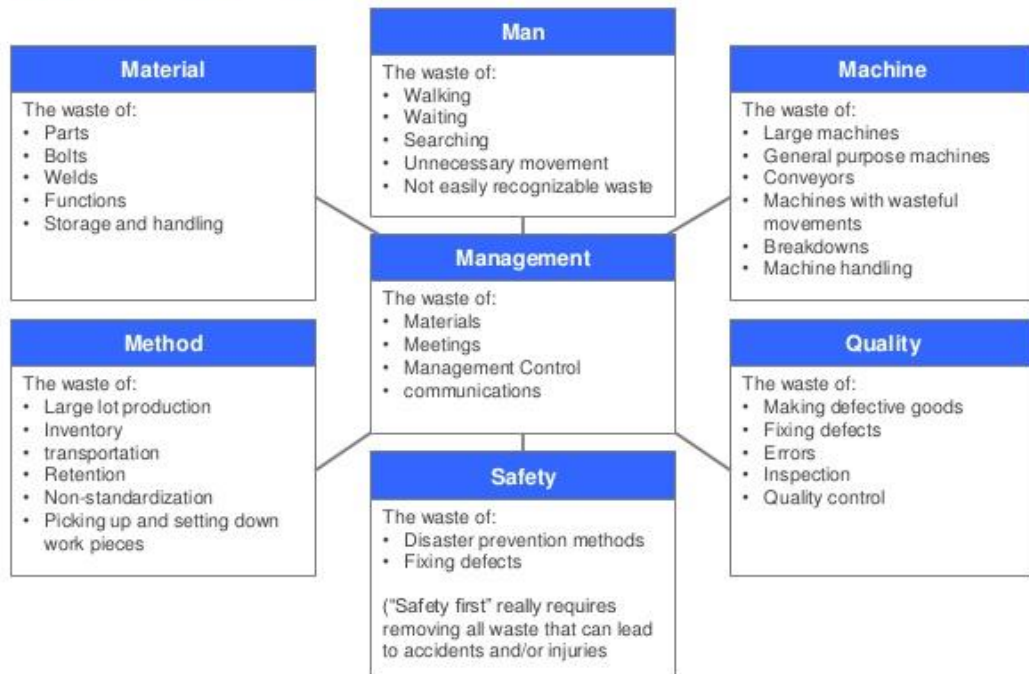 Man
The waste of:
• Walking
• Waiting
• Searching
• Unnecessary movement
• Not easily recognizable waste
Material
The waste of:
• Parts
• Bolts
• Welds
• Functions
• Storage and handling
Machine
The waste of:
• Large machines
• General purpose machines
• Conveyors
• Machines with wasteful
movements
• Breakdowns
• Machine handling
Management
The waste of:
• Materials
• Meetings
• Management Control
• communications
Method
The waste of:
• Large lot production
• Inventory
• transportation
• Retention
• Non-standardization
• Picking up and setting down
work pieces
Quality
The waste of:
• Making defective goods
• Fixing defects
• Errors
• Inspection
• Quality control
Safety
The waste of:
• Disaster prevention methods
• Fixing defects
(“Safety first” really requires
removing all waste that can lead
to accidents and/or injuries